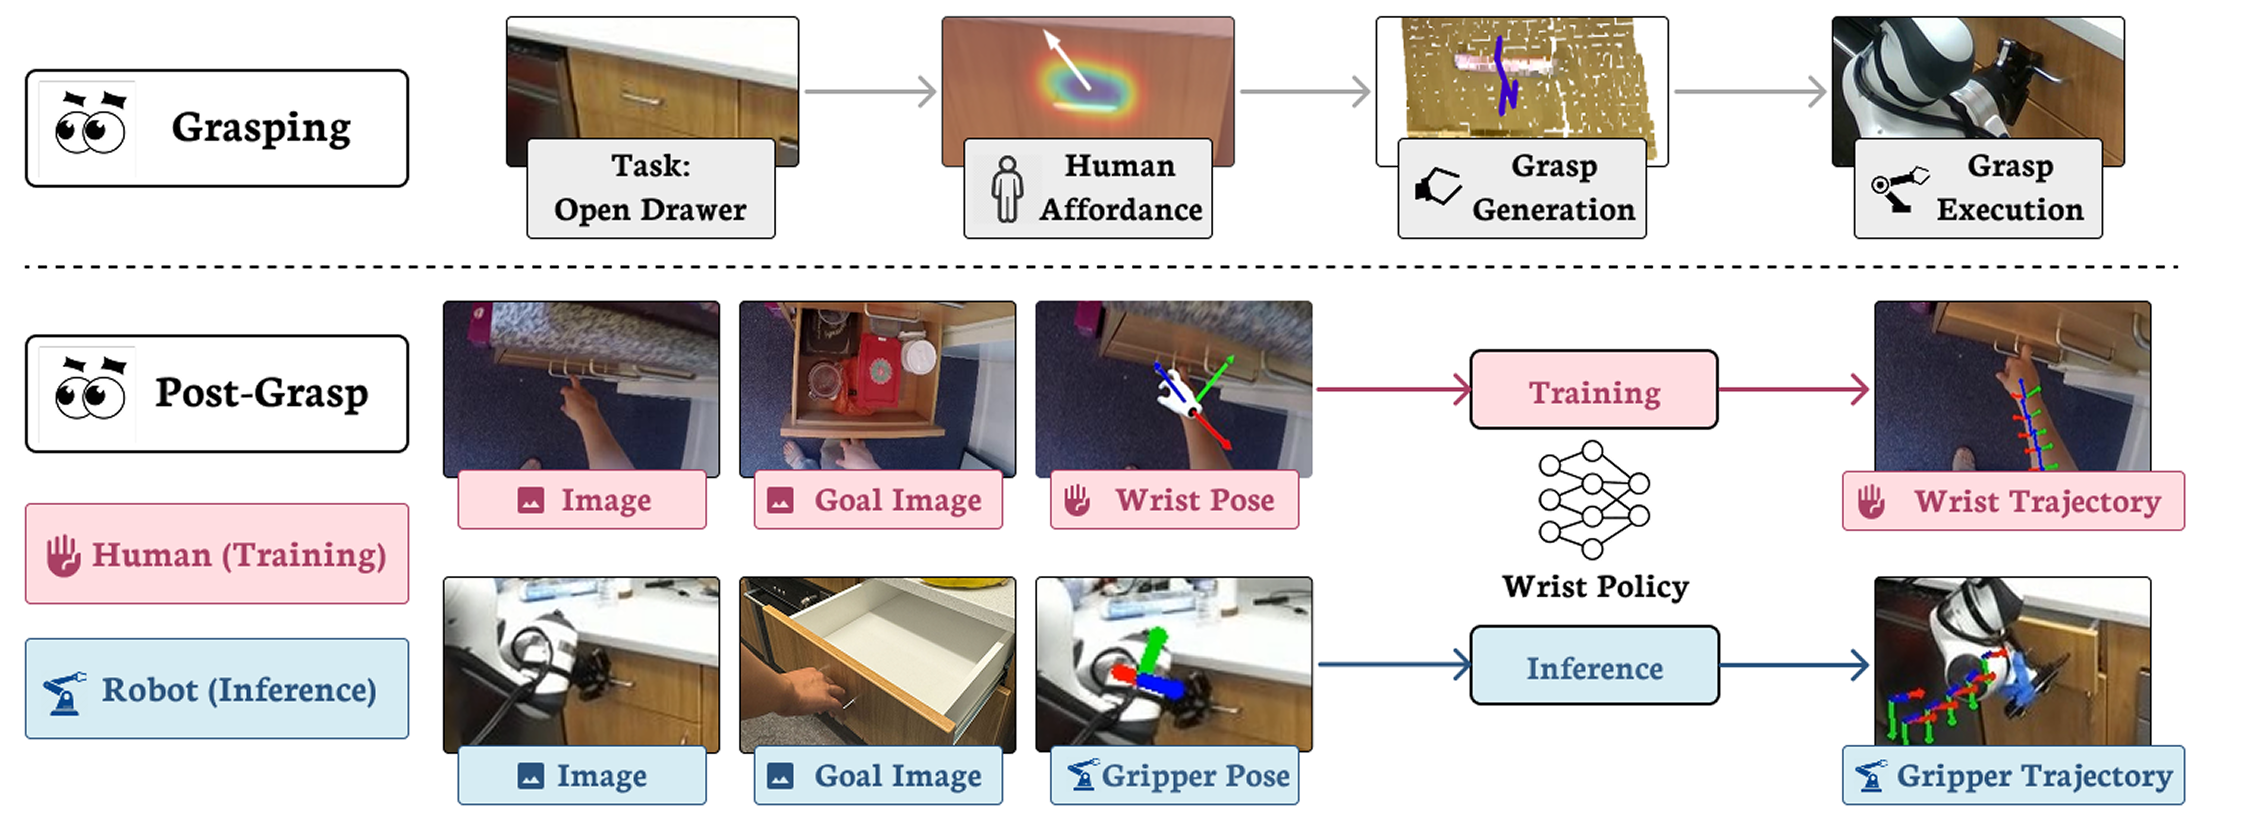 Grasping
Task:
Open Drawer
Human
Affordance
Grasp
Generation
Grasp
Execution
Post-Grasp
Image
Goal Image
Wrist Pose
Training
Wrist Trajectory
Human (Training)
Wrist Policy
Robot (Inference)
Image
Goal Image
Gripper Pose
Inference
Gripper Trajectory